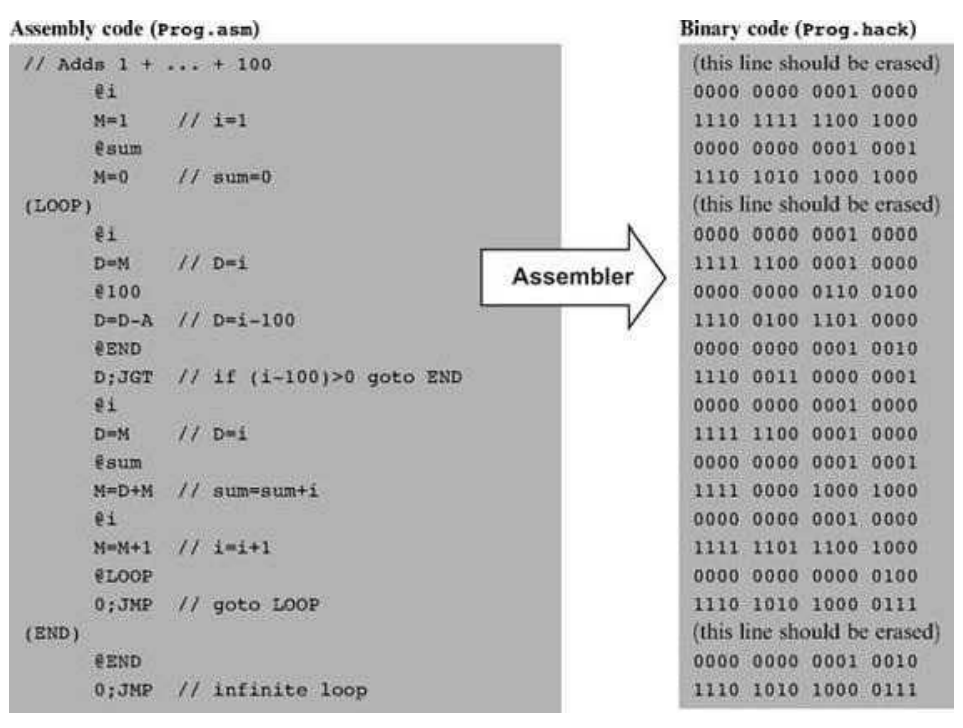 Assembly code (Prog.asm)
// Adds 1 + ... + 100
@i
M=1 // i=1
@sum
M=0 // sum=0
(LOOP)
@i
D=M // D=i
@100
D=D-A // D=i-100
@END
D;JGT // if (i-100)>0 goto END
@i
D=M // D=i
@sum
M=D+M // sum=sum+i
@i
M=M+1 // i=i+1
@LOOP
0;JMP // goto LOOP
(END)
@END
0;JMP // infinite loop
Assembler
Binary code (Prog.hack)
(this line should be erased)
0000 0000 0001 0000
1110 1111 1100 1000
0000 0000 0001 0001
1110 1010 1000 1000
(this line should be erased)
0000 0000 0001 0000
1111 1100 0001 0000
0000 0000 0110 0100
1110 0100 1101 0000
0000 0000 0001 0010
1110 0011 0000 0001
0000 0000 0001 0000
1111 1100 0001 0000
0000 0000 0001 0001
1111 0000 1000 1000
0000 0000 0001 0000
1111 1101 1100 1000
0000 0000 0000 0100
1110 1010 1000 0111
(this line should be erased)
0000 0000 0001 0010
1110 1010 1000 0111